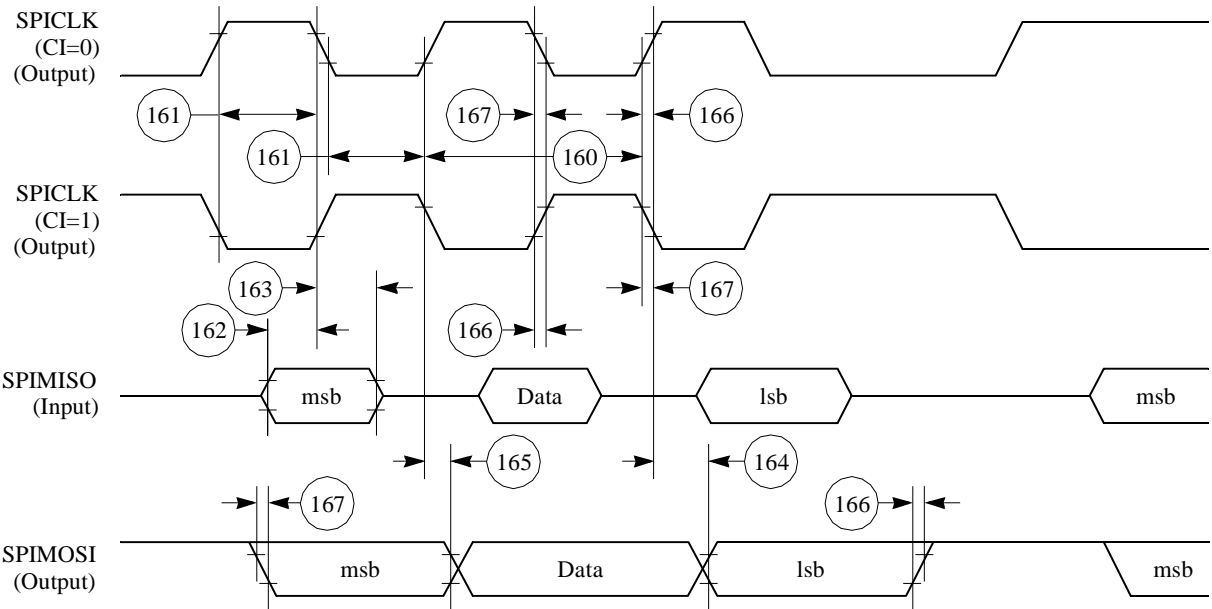 SPICLK
(CI=0)
(Output)
161
167
166
161
160
SPICLK
(CI=1)
(Output)
163
167
162
166
SPIMISO
(Input)
msb
Data
lsb
msb
165
164
167
166
SPIMOSI
(Output)
msb
Data
lsb
msb